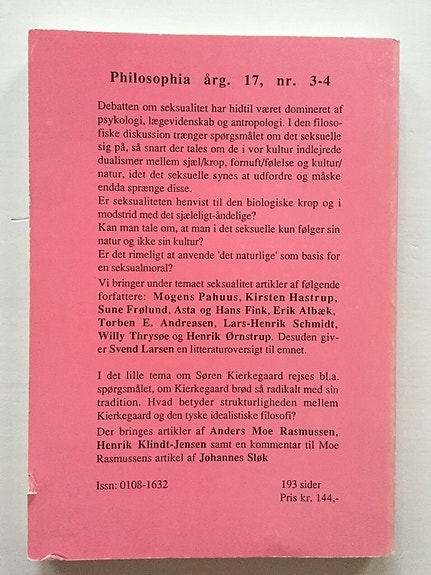 Philosophia årg. 17, nr. 3-4
Debatten om seksualitet har hidtil været domineret af
psykologi, lægevidenskab og antropologi. I den filoso-
fiske diskussion trænger spørgsmålet om det seksuelle
sig på, så snart der tales om de i vor kultur indlejrede
dualismer mellem sjæl/krop, fornuft/følelse og kultur/
natur, idet det seksuelle synes at udfordre og måske
endda sprænge disse.
Er seksualiteten henvist til den biologiske krop og i
modstrid med det sjæleligt-åndelige?
Kan man tale om, at man i det seksuelle kun følger sin
natur og ikke sin kultur?
Er det rimeligt at anvende 'det naturlige' som basis for
en seksualmoral?
Vi bringer under temaet seksualitet artikler af følgende
forfattere: Mogens Pahuus, Kirsten Hastrup,
Sune Frølund, Asta og Hans Fink, Erik Albæk,
Torben E. Andreasen, Lars-Henrik Schmidt,
Willy Thrysøe og Henrik Ørnstrup. Desuden giv-
er Svend Larsen en litteraturoversigt til emnet.
I det lille tema om Søren Kierkegaard rejses bl.a.
spørgsmålet, om Kierkegaard brød så radikalt med sin
tradition. Hvad betyder strukturligheden mellem
Kierkegaard og den tyske idealistiske filosofi?
Der bringes artikler af Anders Moe Rasmussen,
Henrik Klindt-Jensen samt en kommentar til Moe
Rasmussens artikel af Johannes Sløk
Issn: 0108-1632 193 sider
Pris kr. 144,-